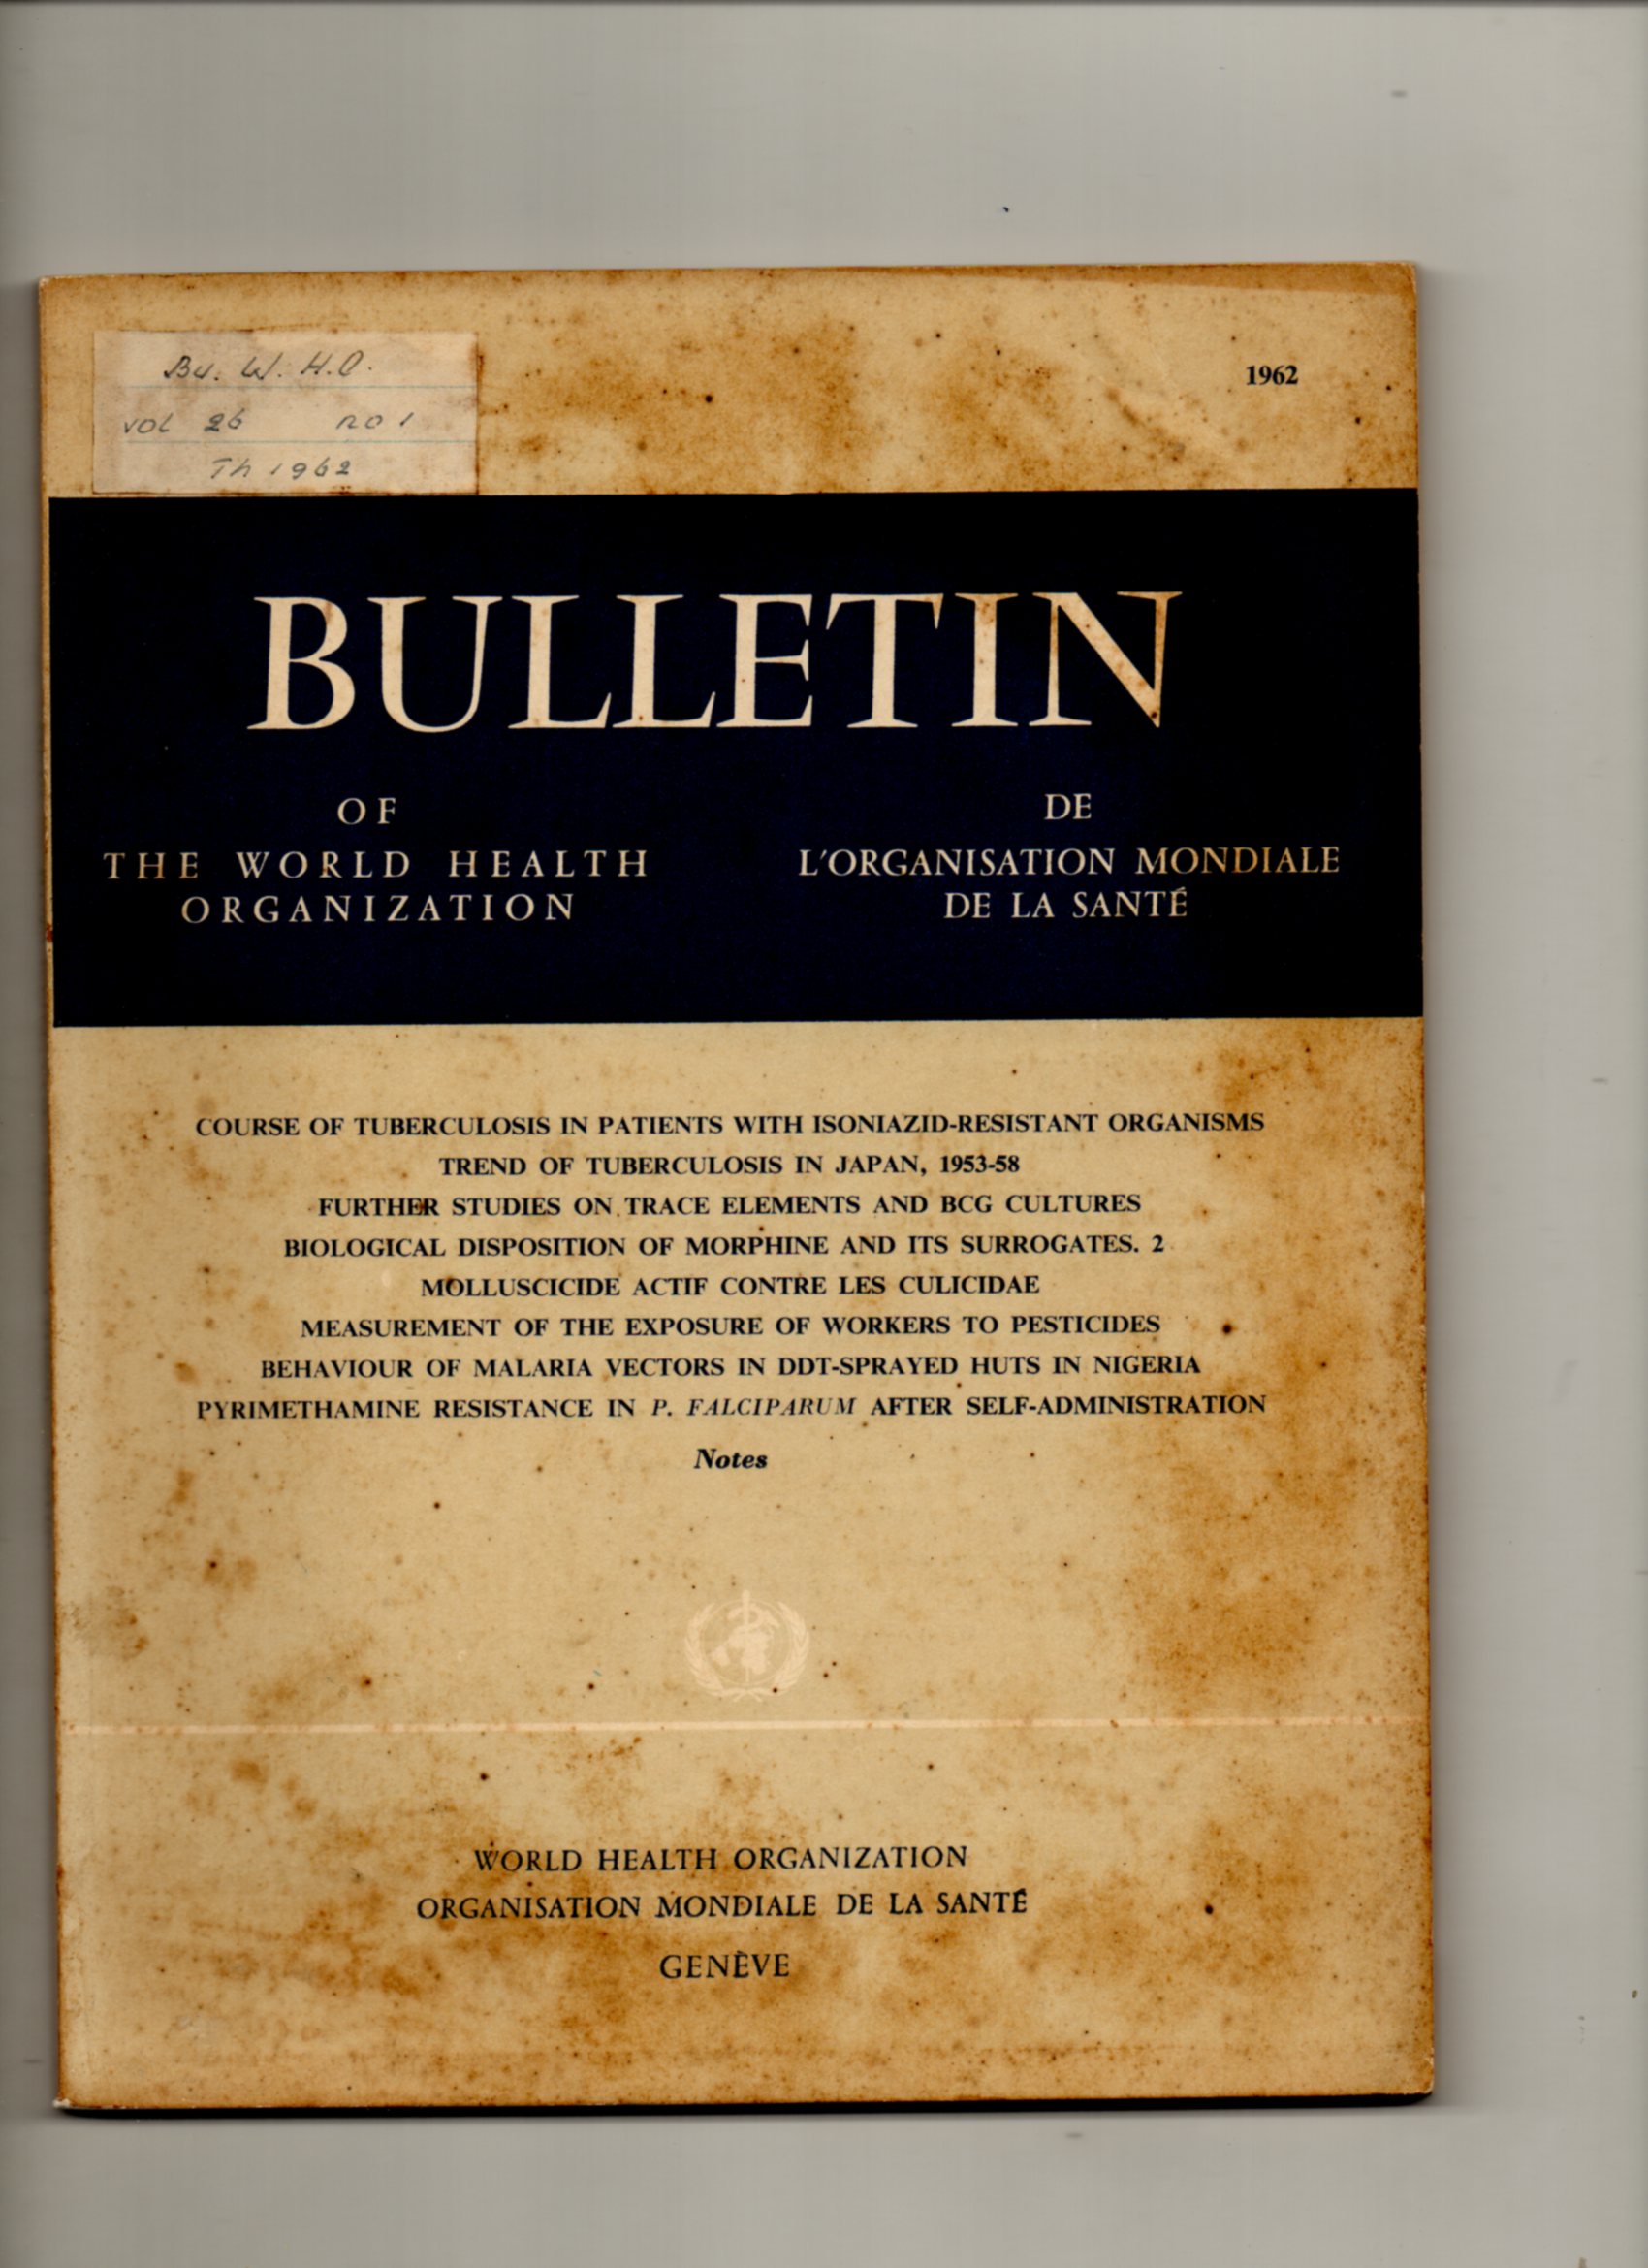 Bu. W. H. O.
vol 26 no 1
Th 1962
1962
BULLETIN
OF
THE WORLD HEALTH
ORGANIZATION
DE
L'ORGANISATION MONDIALE
DE LA SANTÉ
COURSE OF TUBERCULOSIS IN PATIENTS WITH ISONIAZID-RESISTANT ORGANISMS
TREND OF TUBERCULOSIS IN JAPAN, 1953-58
FURTHER STUDIES ON TRACE ELEMENTS AND BCG CULTURES
BIOLOGICAL DISPOSITION OF MORPHINE AND ITS SURROGATES. 2
MOLLUSCICIDE ACTIF CONTRE LES CULICIDAE
MEASUREMENT OF THE EXPOSURE OF WORKERS TO PESTICIDES
BEHAVIOUR OF MALARIA VECTORS IN DDT-SPRAYED HUTS IN NIGERIA
PYRIMETHAMINE RESISTANCE IN P. FALCIPARUM AFTER SELF-ADMINISTRATION
Notes
WORLD HEALTH ORGANIZATION
ORGANISATION MONDIALE DE LA SANTÉ
GENÈVE